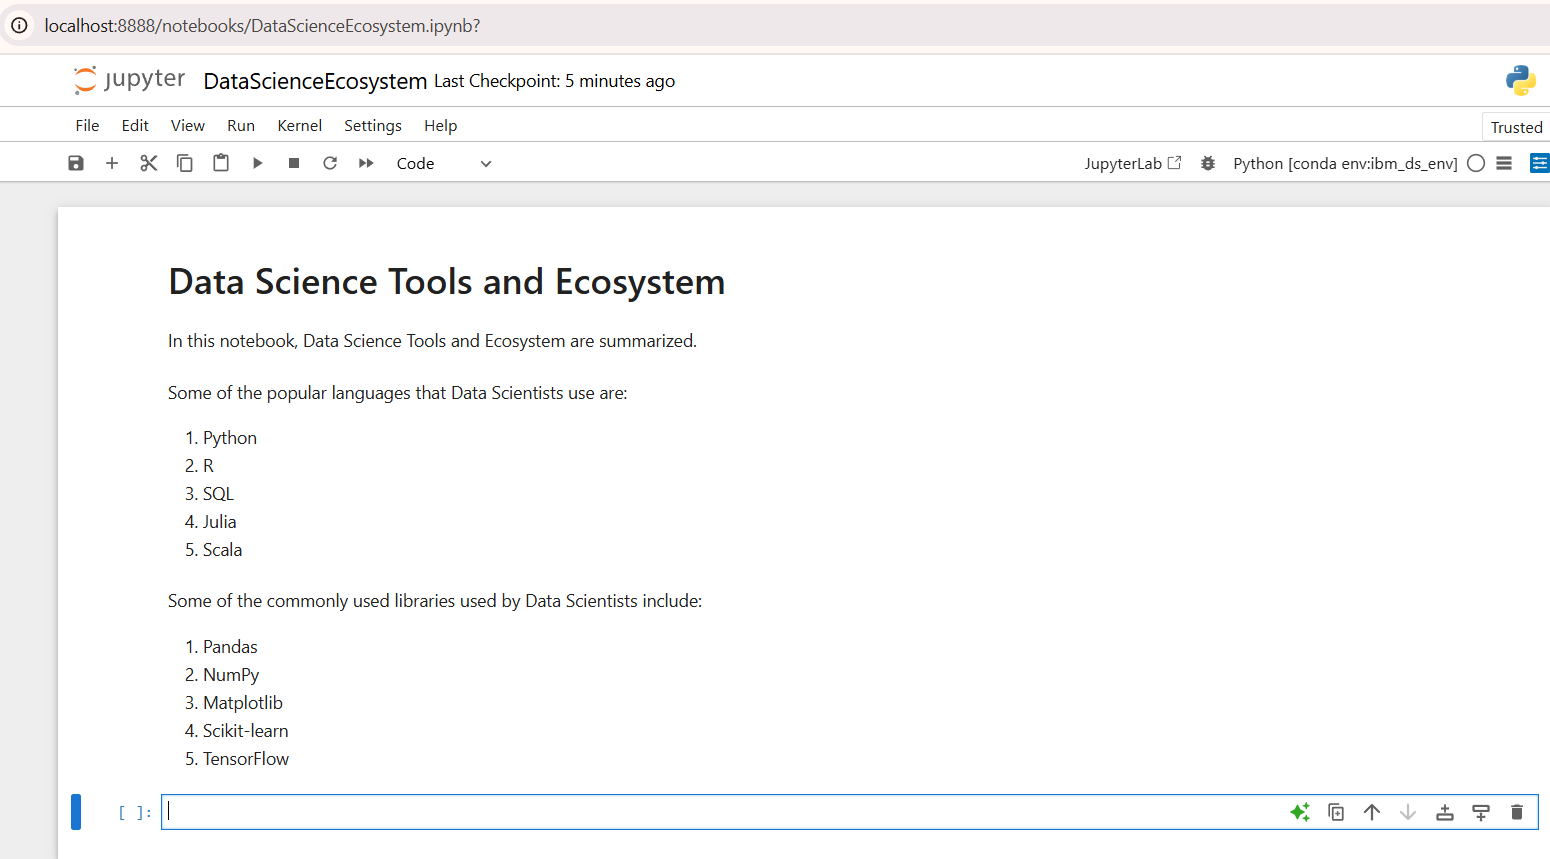 localhost:8888/notebooks/DataScienceEcosystem.ipynb?
jupyter DataScienceEcosystem Last Checkpoint: 5 minutes ago
File Edit View Run Kernel Settings Help
Trusted
Code JupyterLab Python [conda env:ibm_ds_env]
Data Science Tools and Ecosystem
In this notebook, Data Science Tools and Ecosystem are summarized.
Some of the popular languages that Data Scientists use are:
1. Python
2. R
3. SQL
4. Julia
5. Scala
Some of the commonly used libraries used by Data Scientists include:
1. Pandas
2. NumPy
3. Matplotlib
4. Scikit-learn
5. TensorFlow
[ ]: